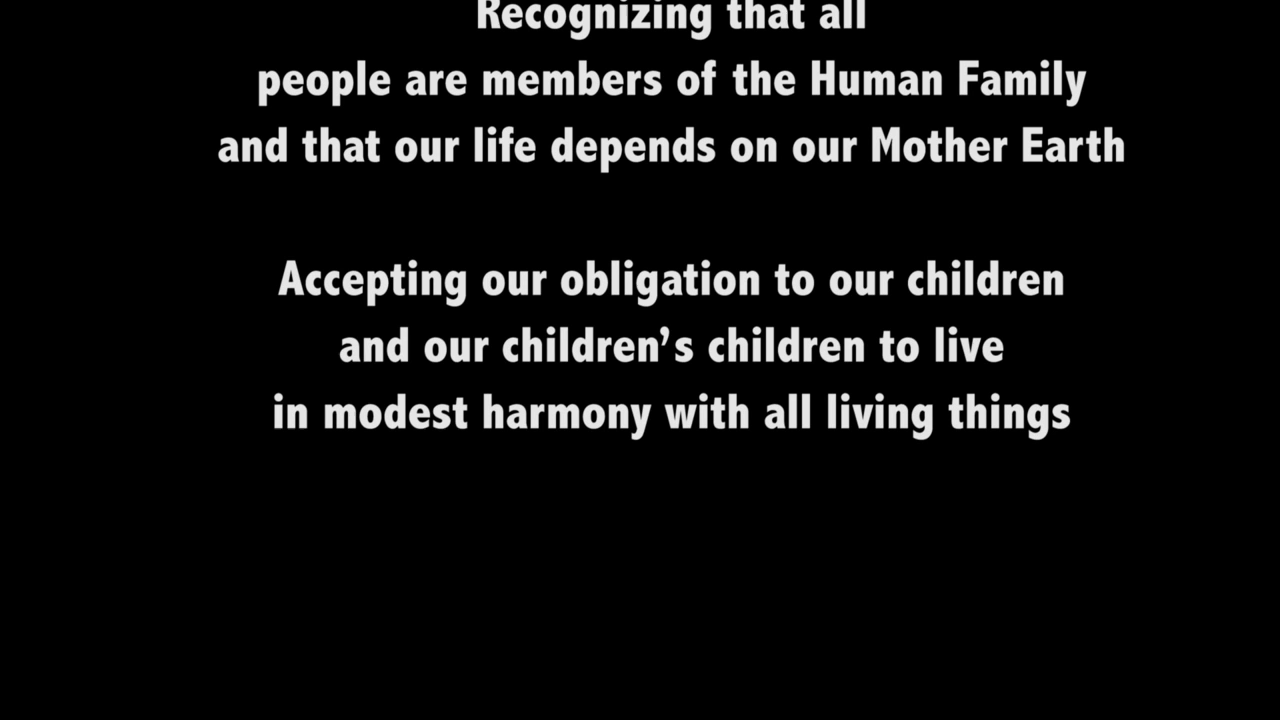 Recognizing that all
people are members of the Human Family
and that our life depends on our Mother Earth
Accepting our obligation to our children
and our children’s children to live
in modest harmony with all living things